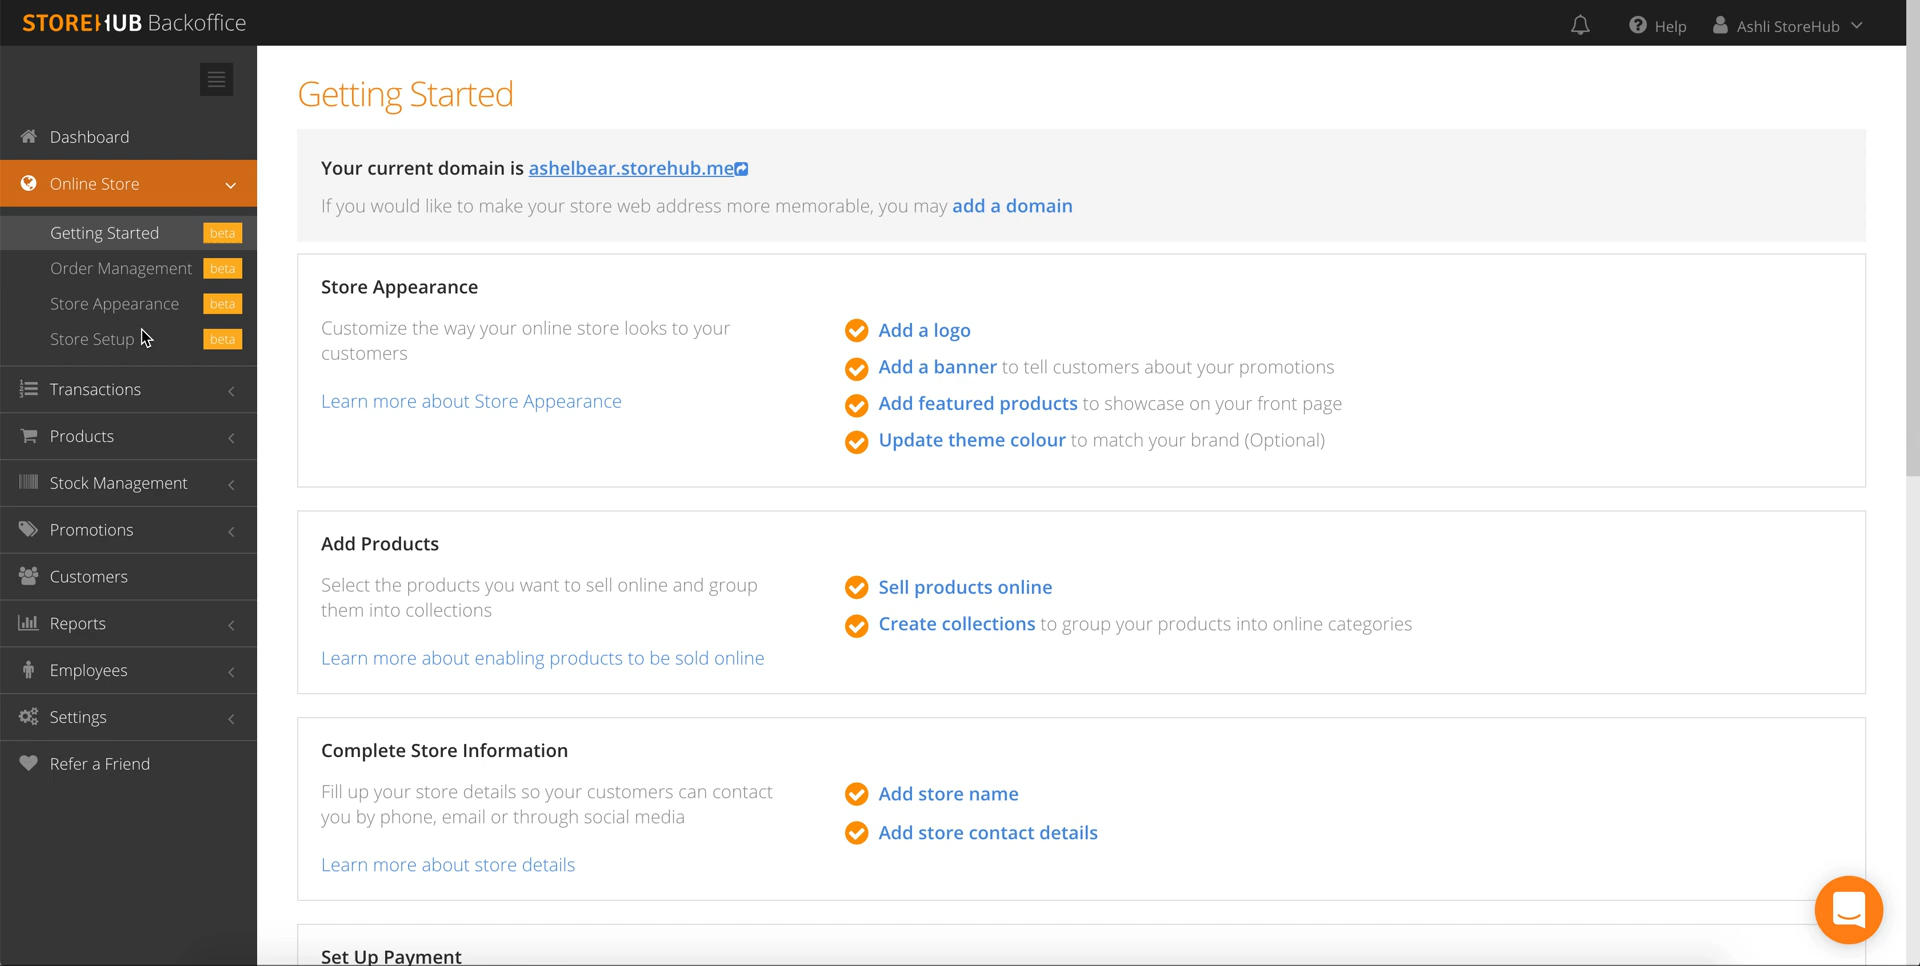 STOREHUB Backoffice
Help
Ashli StoreHub
Dashboard
Online Store
Getting Started beta
Order Management beta
Store Appearance beta
Store Setup beta
Transactions
Products
Stock Management
Promotions
Customers
Reports
Employees
Settings
Refer a Friend
Getting Started
Your current domain is ashelbear.storehub.me
If you would like to make your store web address more memorable, you may add a domain
Store Appearance
Customize the way your online store looks to your
customers
Learn more about Store Appearance
Add a logo
Add a banner to tell customers about your promotions
Add featured products to showcase on your front page
Update theme colour to match your brand (Optional)
Add Products
Select the products you want to sell online and group
them into collections
Learn more about enabling products to be sold online
Sell products online
Create collections to group your products into online categories
Complete Store Information
Fill up your store details so your customers can contact
you by phone, email or through social media
Learn more about store details
Add store name
Add store contact details
Set Up Payment